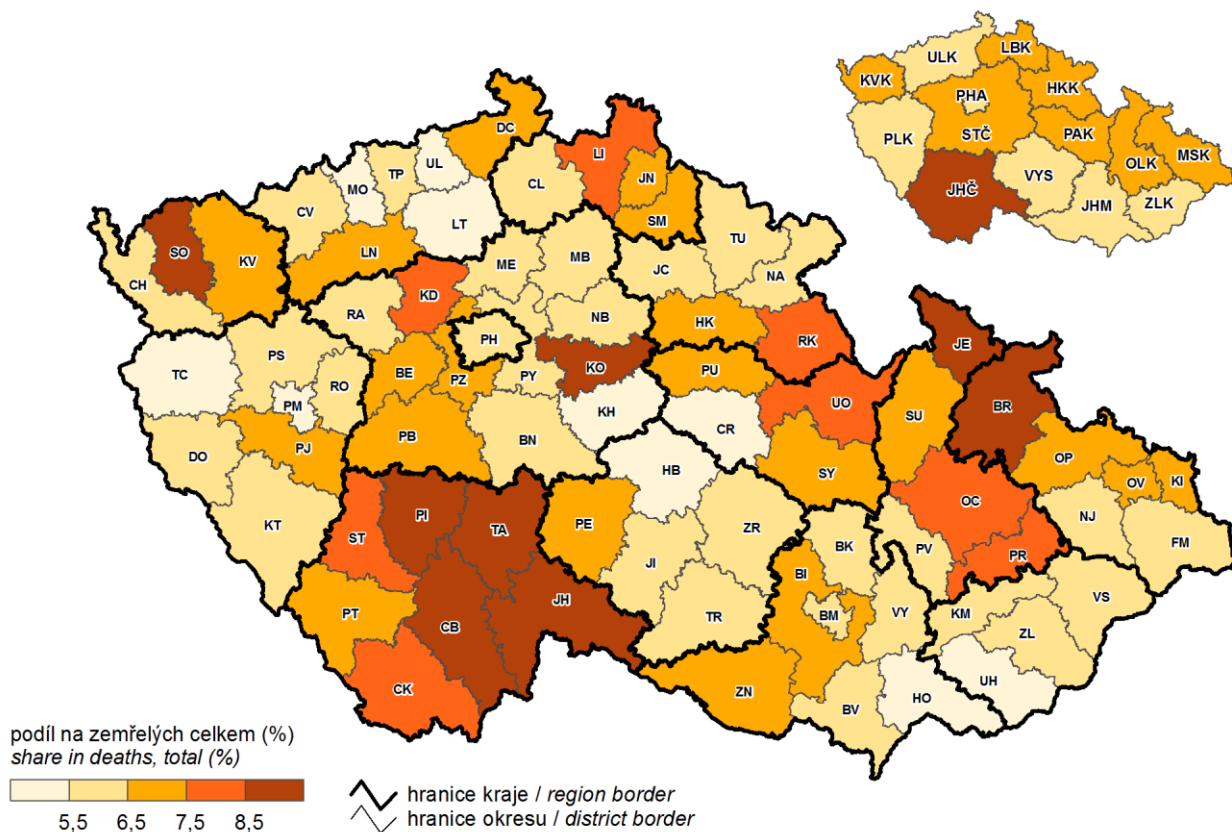 ULK
LBK
KVK
HKK
PHA
STČ
PAK
PLK
MSK
OLK
VYS
JHČ
ZLK
JHM
DC
UL
LI
TP
MO
CL
JN
CV
LT
SM
TU
SO
KV
LN
ME
MB
JC
NA
CH
KD
RA
NB
HK
PH
RK
JE
PS
KO
TC
BE
PZ
PY
PU
RO
UO
BR
PM
KH
SU
CR
PB
BN
DO
PJ
OP
HB
SY
OV
KI
OC
PI
KT
ST
TA
PE
ZR
NJ
FM
BK
PV
PR
JI
BI
JH
VS
PT
CB
TR
BM
VY
KM
ZL
UH
CK
ZN
HO
BV
podíl na zemřelých celkem (%)
share in deaths, total (%)
5,5 6,5 7,5 8,5
hranice kraje / region border
hranice okresu / district border